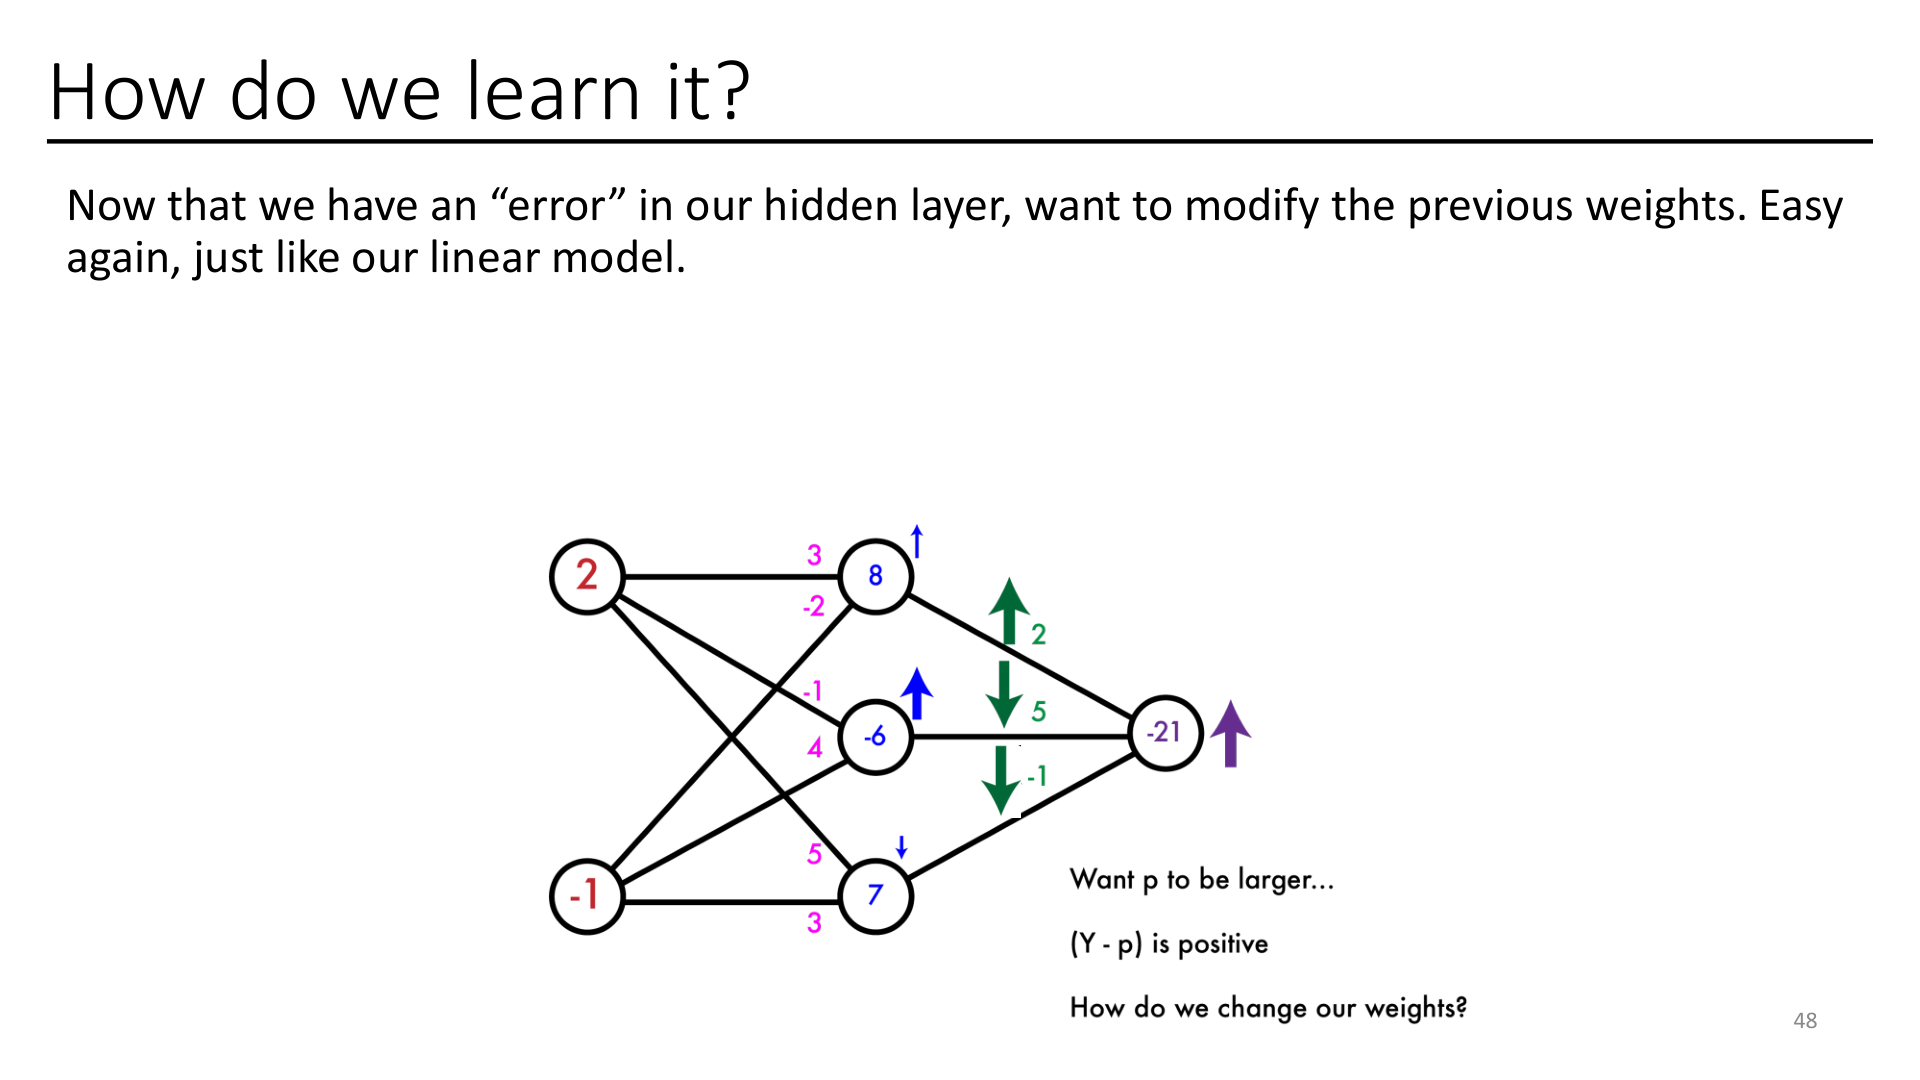 How do we learn it?
Now that we have an “error” in our hidden layer, want to modify the previous weights. Easy
again, just like our linear model.
3
2
8
-2
2
-1
5
-6
-21
4
-1
5
-1
7
3
Want p to be larger...
(Y - p) is positive
How do we change our weights?
48